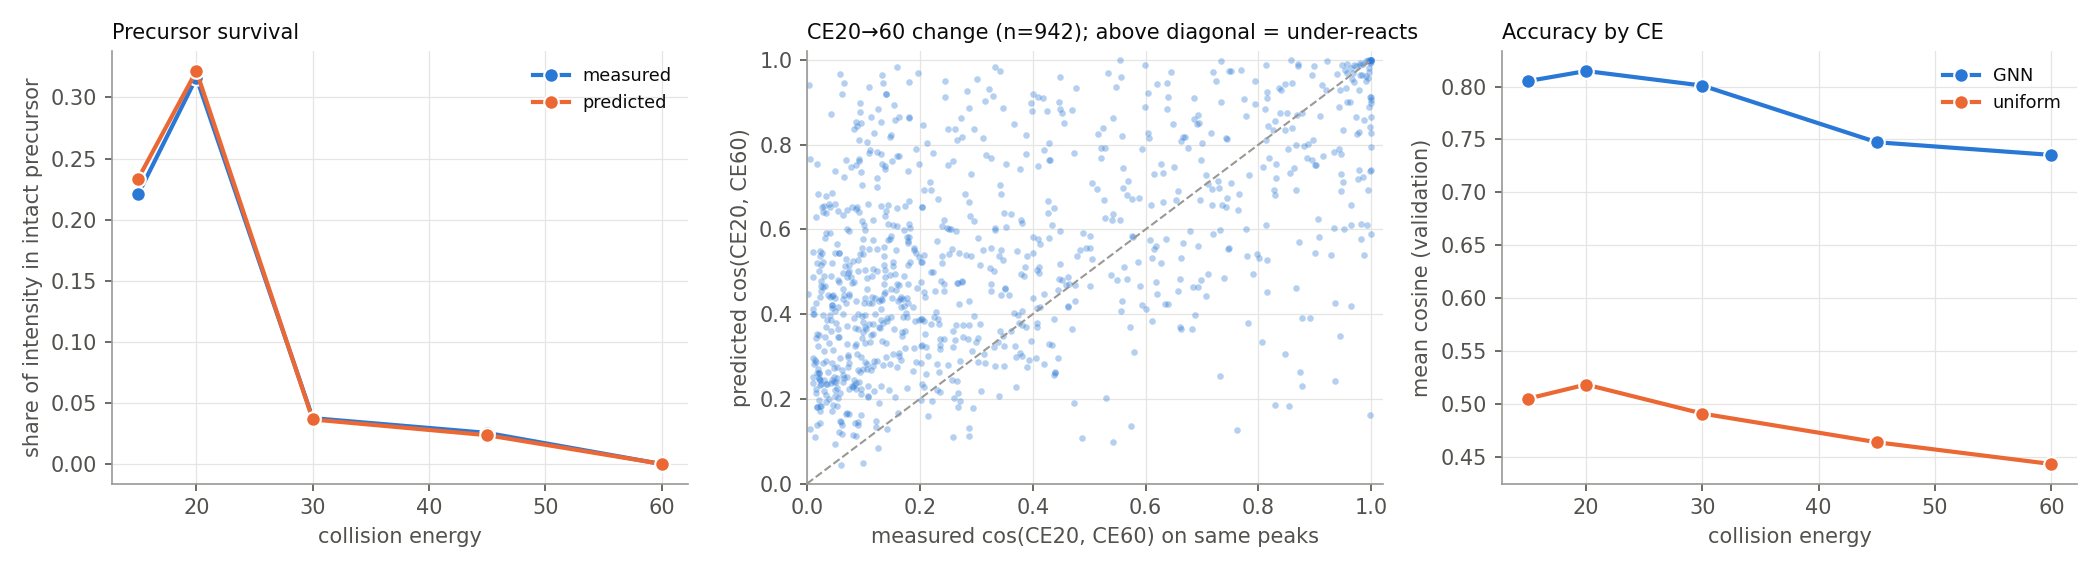 Precursor survival
share of intensity in intact precursor
0.30
0.25
0.20
0.15
0.10
0.05
0.00
20
30
40
50
60
collision energy
measured
predicted
CE20→60 change (n=942); above diagonal = under-reacts
predicted cos(CE20, CE60)
1.0
0.8
0.6
0.4
0.2
0.0
0.0
0.2
0.4
0.6
0.8
1.0
measured cos(CE20, CE60) on same peaks
Accuracy by CE
mean cosine (validation)
0.80
0.75
0.70
0.65
0.60
0.55
0.50
0.45
20
30
40
50
60
collision energy
GNN
uniform